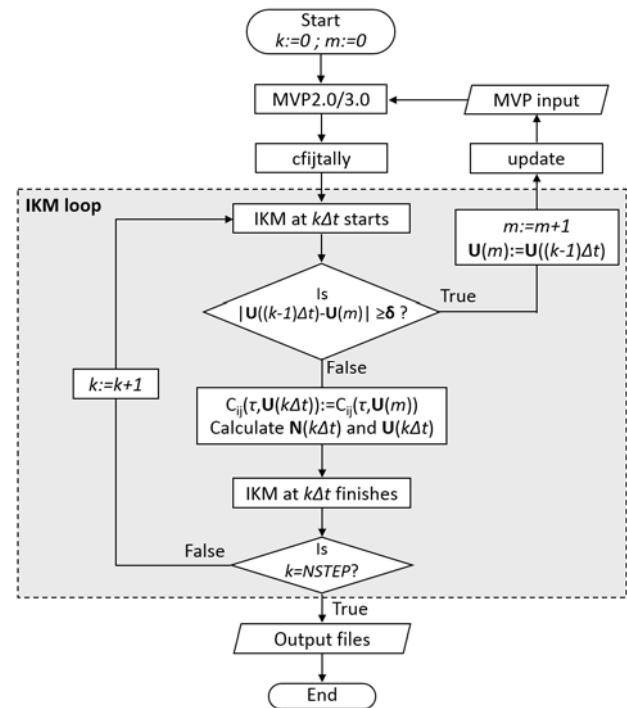 Start
k:=0 ; m:=0
MVP2.0/3.0
MVP input
cfijtally
update
IKM loop
IKM at kΔt starts
m:=m+1
U(m):=U((k-1)Δt)
Is
|U((k-1)Δt)-U(m)| ≥δ ?
True
False
k:=k+1
Cij(τ,U(kΔt)):=Cij(τ,U(m))
Calculate N(kΔt) and U(kΔt)
IKM at kΔt finishes
False
Is
k=NSTEP?
True
Output files
End